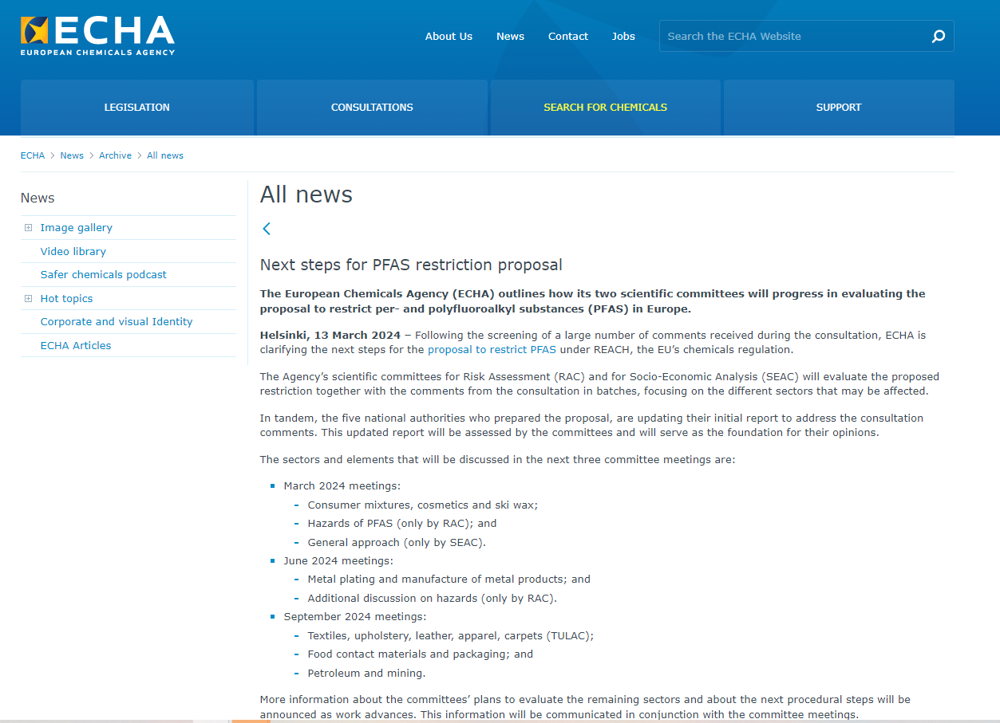 ECHA
EUROPEAN CHEMICALS AGENCY
About Us
News
Contact
Jobs
Search the ECHA Website
LEGISLATION
CONSULTATIONS
SEARCH FOR CHEMICALS
SUPPORT
ECHA > News > Archive > All news
News
Image gallery
Video library
Safer chemicals podcast
Hot topics
Corporate and visual Identity
ECHA Articles
All news
Next steps for PFAS restriction proposal
The European Chemicals Agency (ECHA) outlines how its two scientific committees will progress in evaluating the
proposal to restrict per- and polyfluoroalkyl substances (PFAS) in Europe.
Helsinki, 13 March 2024 – Following the screening of a large number of comments received during the consultation, ECHA is
clarifying the next steps for the proposal to restrict PFAS under REACH, the EU’s chemicals regulation.
The Agency’s scientific committees for Risk Assessment (RAC) and for Socio-Economic Analysis (SEAC) will evaluate the proposed
restriction together with the comments from the consultation in batches, focusing on the different sectors that may be affected.
In tandem, the five national authorities who prepared the proposal, are updating their initial report to address the consultation
comments. This updated report will be assessed by the committees and will serve as the foundation for their opinions.
The sectors and elements that will be discussed in the next three committee meetings are:
March 2024 meetings:
- Consumer mixtures, cosmetics and ski wax;
- Hazards of PFAS (only by RAC); and
- General approach (only by SEAC).
June 2024 meetings:
- Metal plating and manufacture of metal products; and
- Additional discussion on hazards (only by RAC).
September 2024 meetings:
- Textiles, upholstery, leather, apparel, carpets (TULAC);
- Food contact materials and packaging; and
- Petroleum and mining.
More information about the committees’ plans to evaluate the remaining sectors and about the next procedural steps will be
announced as work advances. This information will be communicated in conjunction with the committee meetings.